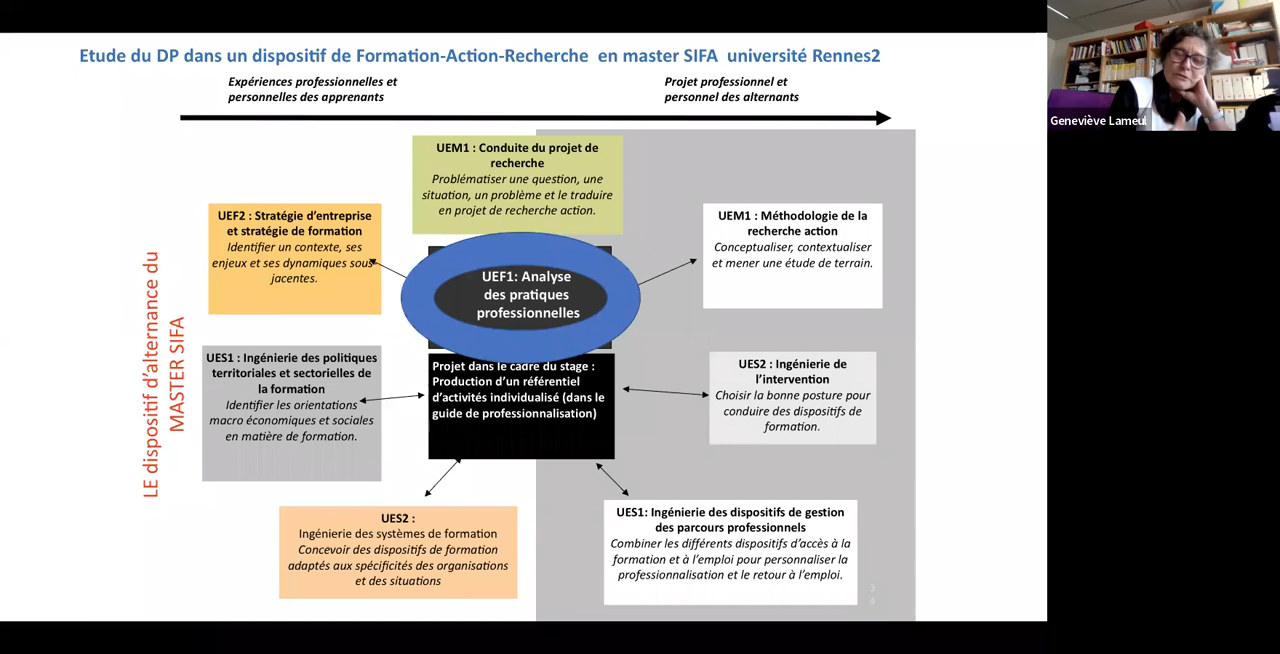 Etude du DP dans un dispositif de Formation-Action-Recherche en master SIFA université Rennes2
Expériences professionnelles et
personnelles des apprenants
Projet professionnel et
personnel des alternants
Geneviève Lameul
LE dispositif d'alternance du
MASTER SIFA
UEM1 : Conduite du projet de
recherche
Problématiser une question, une
situation, un problème et le traduire
en projet de recherche action.
UEF2 : Stratégie d'entreprise
et stratégie de formation
Identifier un contexte, ses
enjeux et ses dynamiques sous
jacentes.
UEM1 : Méthodologie de la
recherche action
Conceptualiser, contextualiser
et mener une étude de terrain.
UEF1: Analyse
des pratiques
professionnelles
UES1 : Ingénierie des politiques
territoriales et sectorielles de
la formation
Identifier les orientations
macro économiques et sociales
en matière de formation.
Projet dans le cadre du stage :
Production d'un référentiel
d'activités individualisé (dans le
guide de professionnalisation)
UES2 : Ingénierie de
l'intervention
Choisir la bonne posture pour
conduire des dispositifs de
formation.
UES2 :
Ingénierie des systèmes de formation
Concevoir des dispositifs de formation
adaptés aux spécificités des organisations
et des situations
UES1: Ingénierie des dispositifs de gestion
des parcours professionnels
Combiner les différents dispositifs d'accès à la
formation et à l'emploi pour personnaliser la
professionnalisation et le retour à l'emploi.
3
4